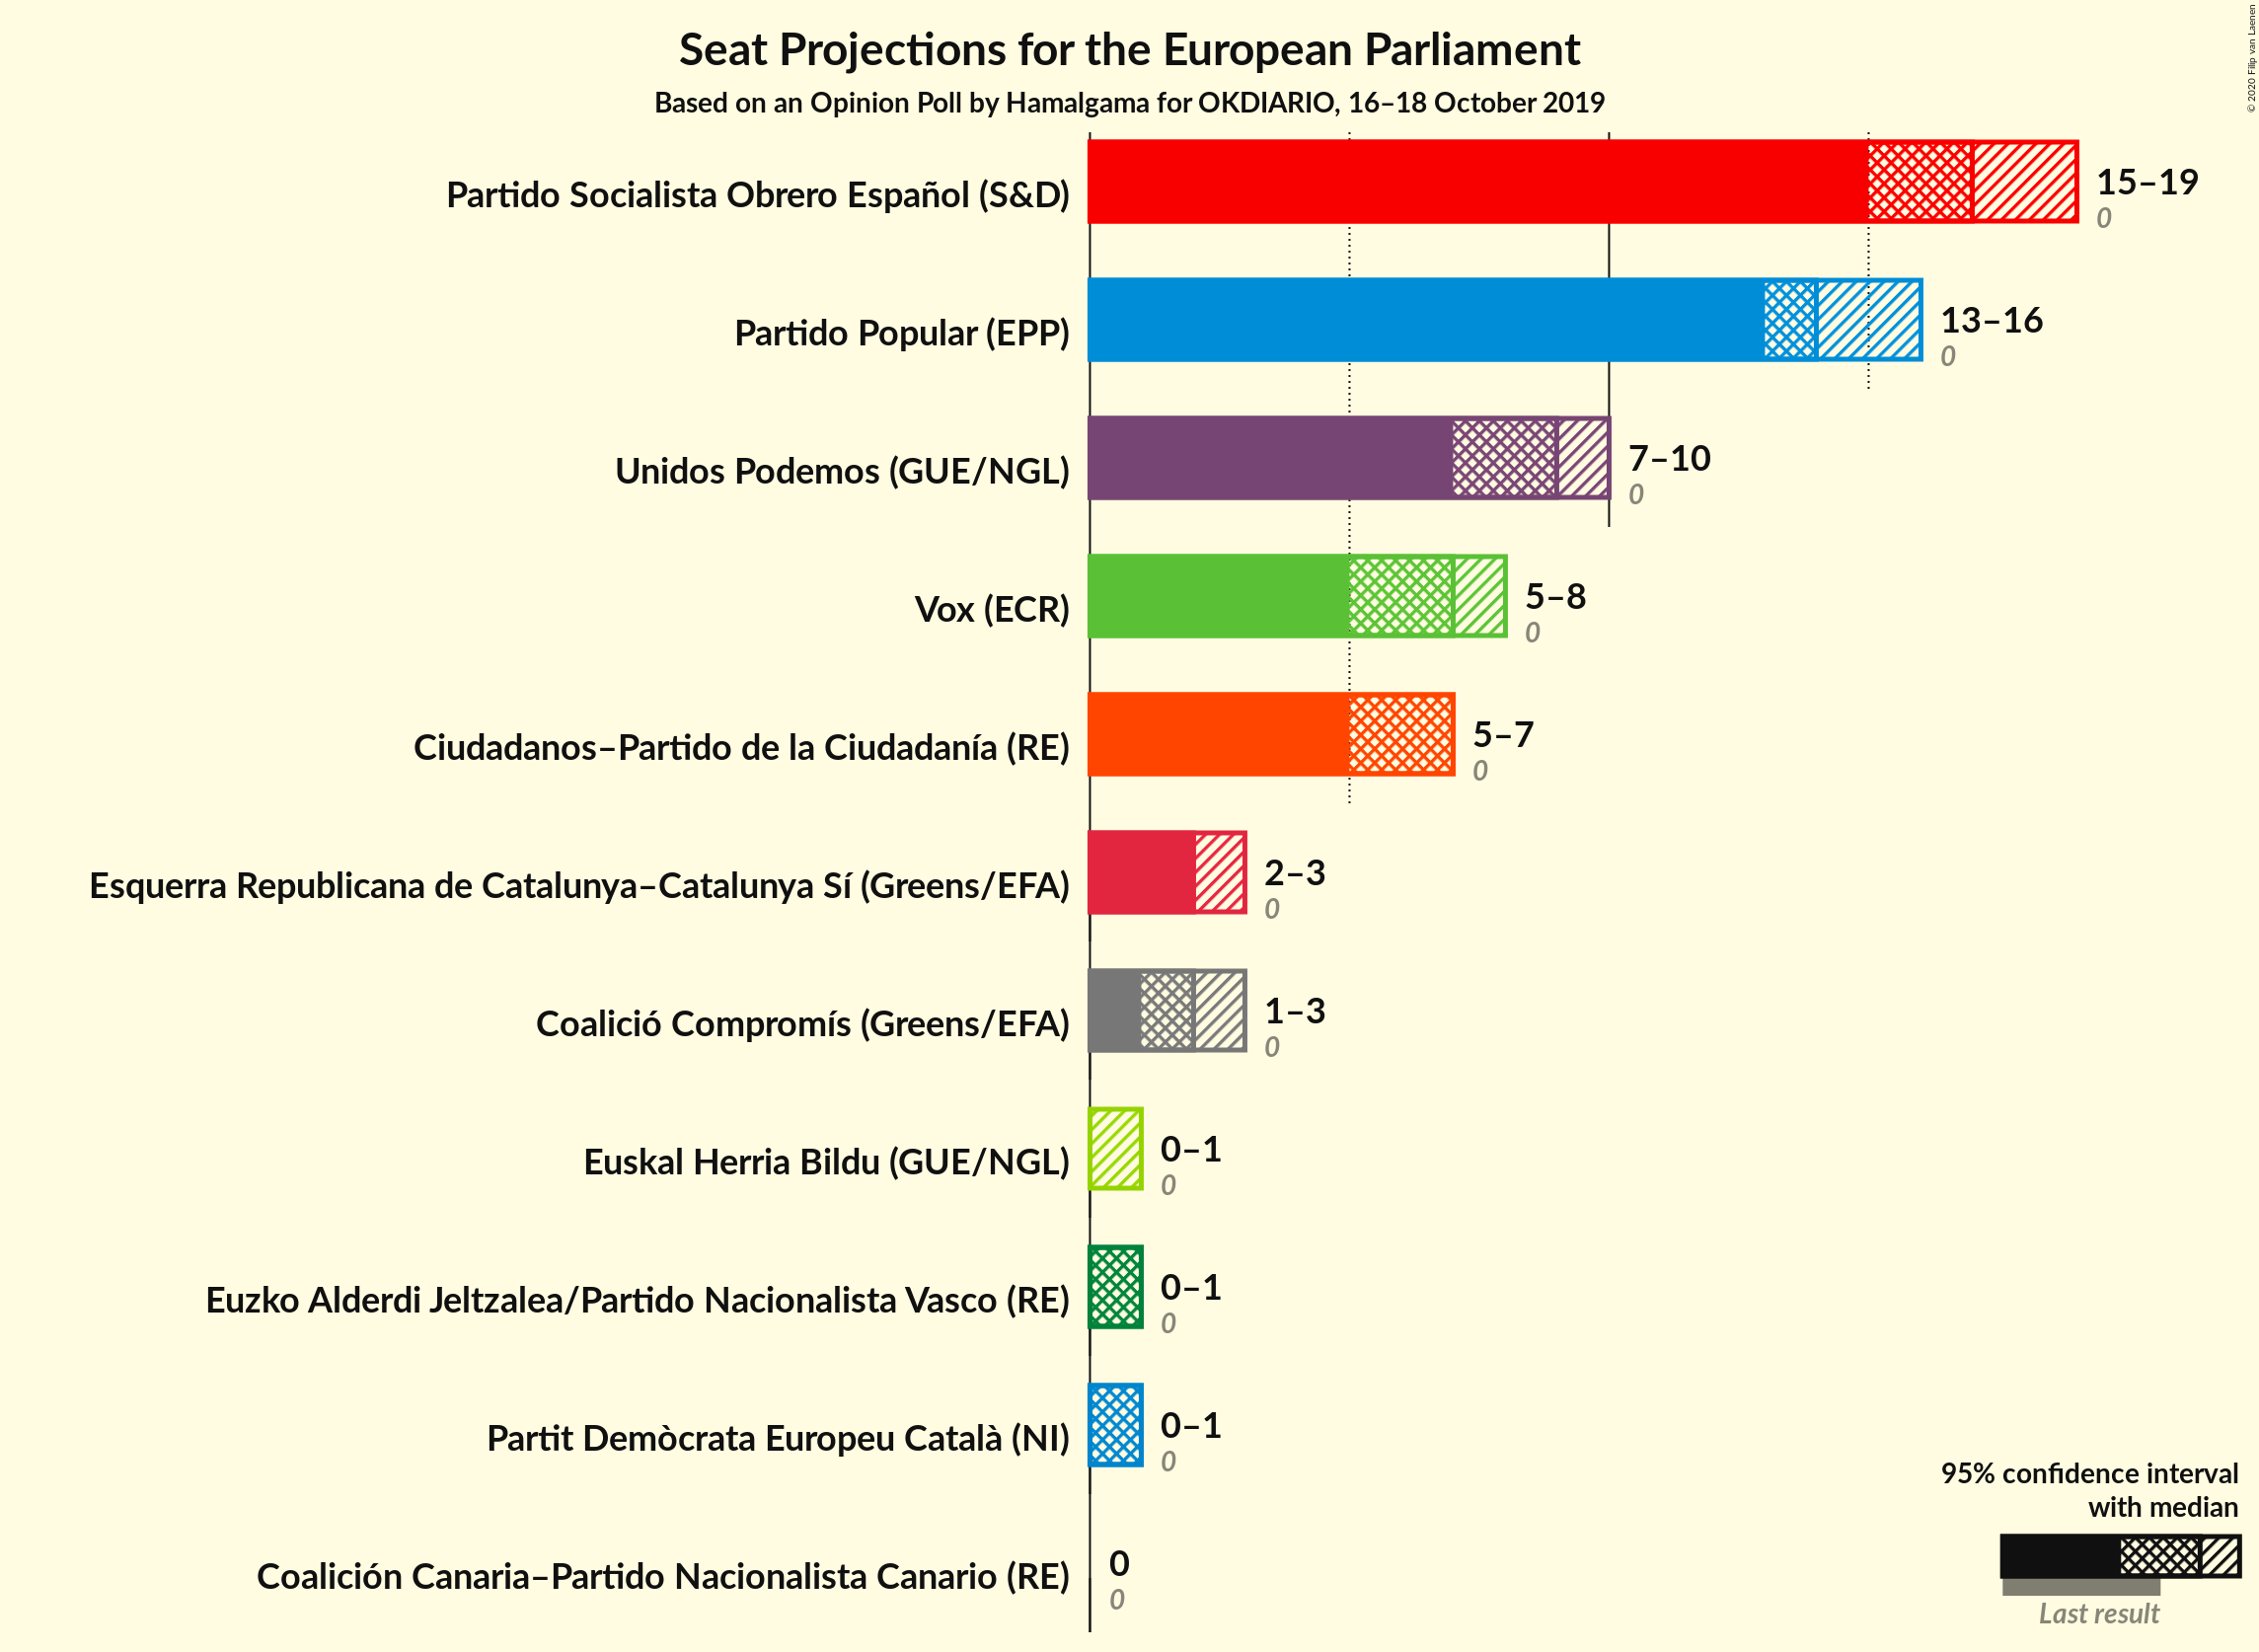 Seat Projections for the European Parliament
Based on an Opinion Poll by Hamalgama for OKDIARIO, 16–18 October 2019
© 2020 Filip van Laenen
Partido Socialista Obrero Español (S&D)
15–19
0
Partido Popular (EPP)
13–16
0
Unidos Podemos (GUE/NGL)
7–10
0
Vox (ECR)
5–8
0
Ciudadanos–Partido de la Ciudadanía (RE)
5–7
0
Esquerra Republicana de Catalunya–Catalunya Sí (Greens/EFA)
2–3
0
Coalició Compromís (Greens/EFA)
1–3
0
Euskal Herria Bildu (GUE/NGL)
0–1
0
Euzko Alderdi Jeltzalea/Partido Nacionalista Vasco (RE)
0–1
0
Partit Demòcrata Europeu Català (NI)
0–1
0
Coalición Canaria–Partido Nacionalista Canario (RE)
0
0
95% confidence interval
with median
Last result